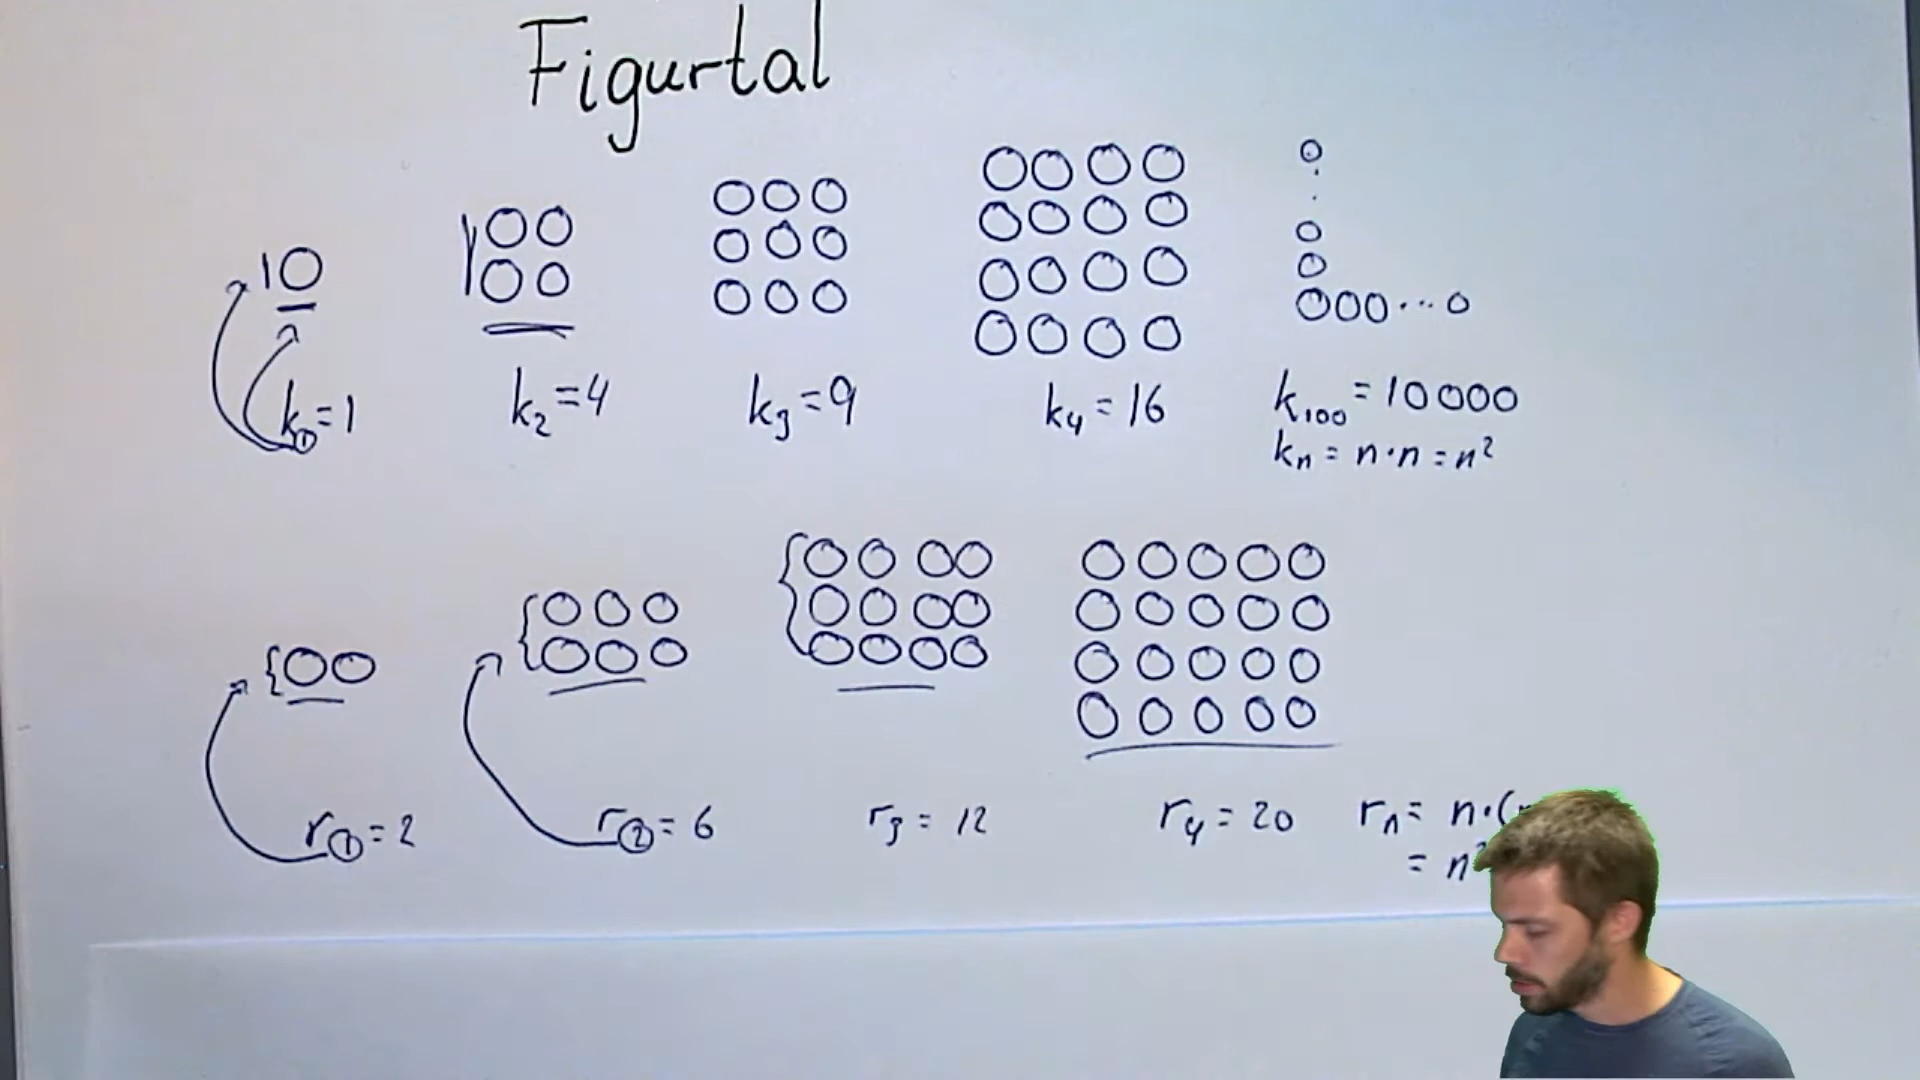 Figurtal
k₁=1
k₂=4
k₃=9
k₄=16
k₁₀₀=10000
kₙ=n·n=n²
r₁=2
r₂=6
r₃=12
r₄=20
rₙ=n·(
=n²